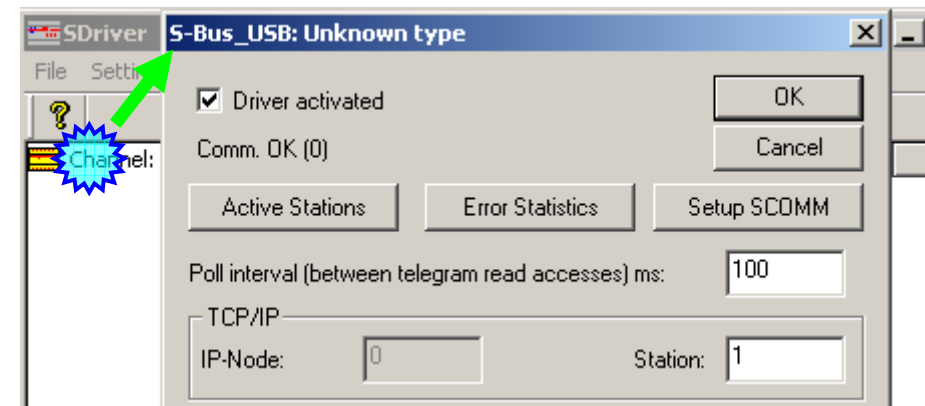 SDriver
S-Bus_USB: Unknown type
File
Driver activated
OK
Channel:
Comm. OK (0)
Cancel
Active Stations
Error Statistics
Setup SCOMM
Poll interval (between telegram read accesses) ms:
100
TCP/IP
IP-Node:
0
Station:
1